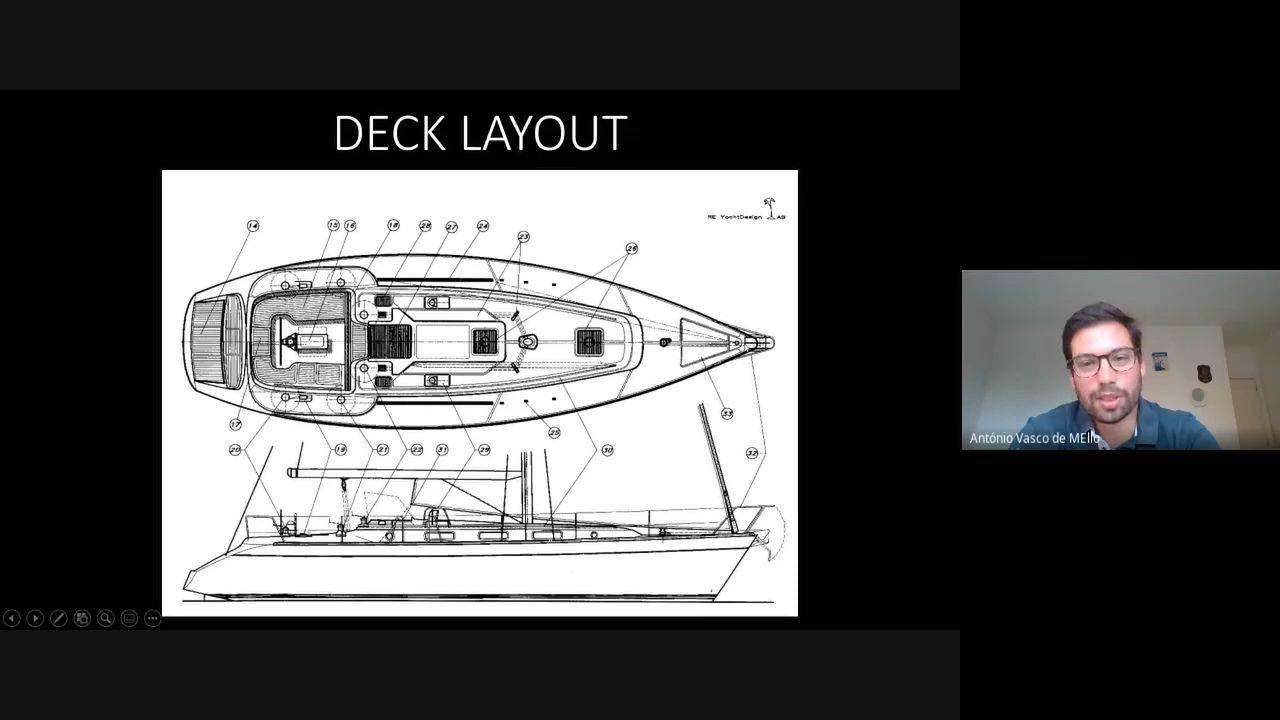 DECK LAYOUT
RE YachtDesign AB
14 15 16 18 28 27 24 23 26
17 25 33
20 19 21 22 31 29 30 32
António Vasco de MEllo